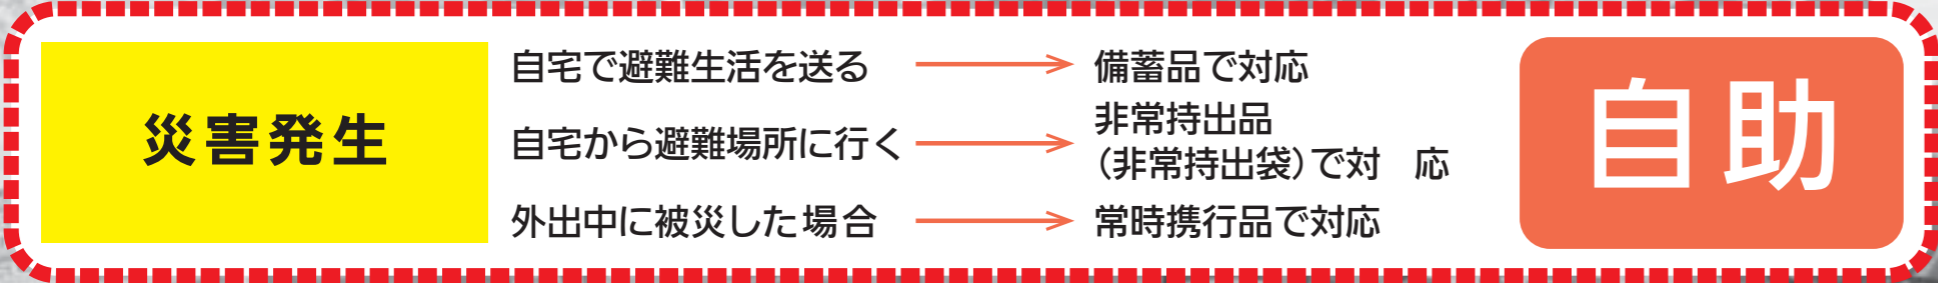 災害発生
自宅で避難生活を送る
備蓄品で対応
自宅から避難場所に行く
非常持出品
（非常持出袋）で対　応
外出中に被災した場合
常時携行品で対応
自助